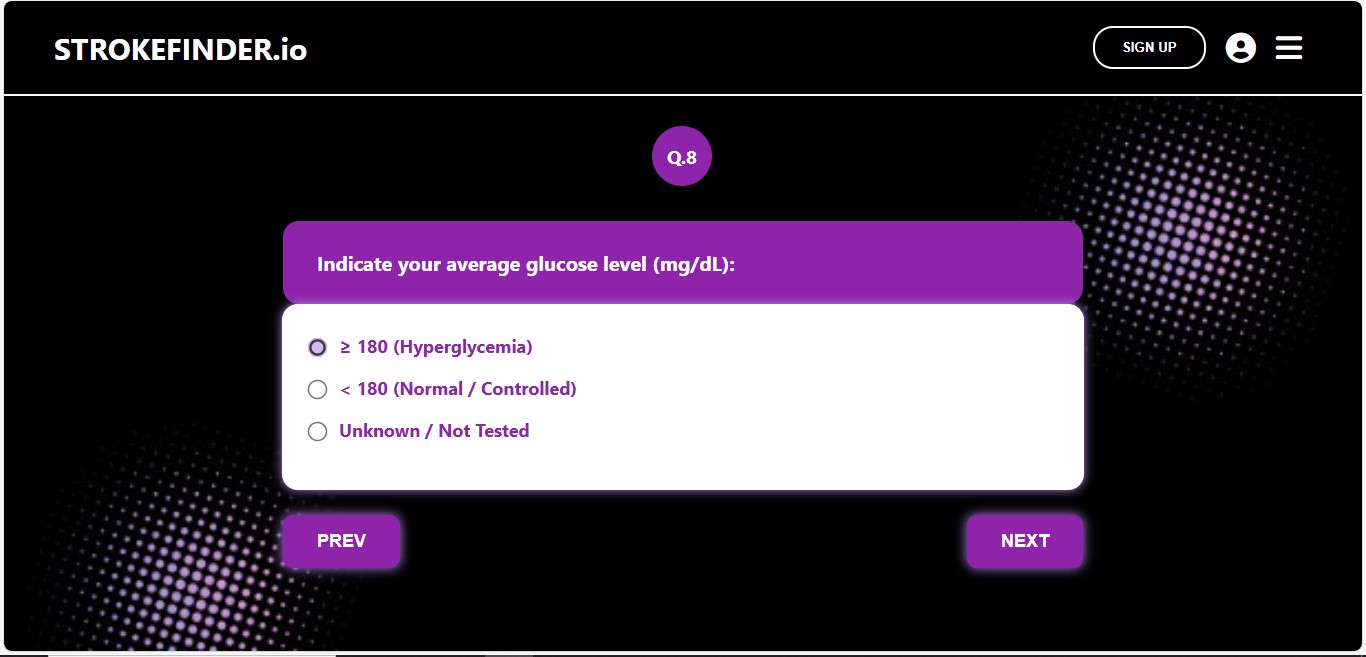 STROKEFINDER.io
SIGN UP
Q.8
Indicate your average glucose level (mg/dL):
≥ 180 (Hyperglycemia)
< 180 (Normal / Controlled)
Unknown / Not Tested
PREV
NEXT